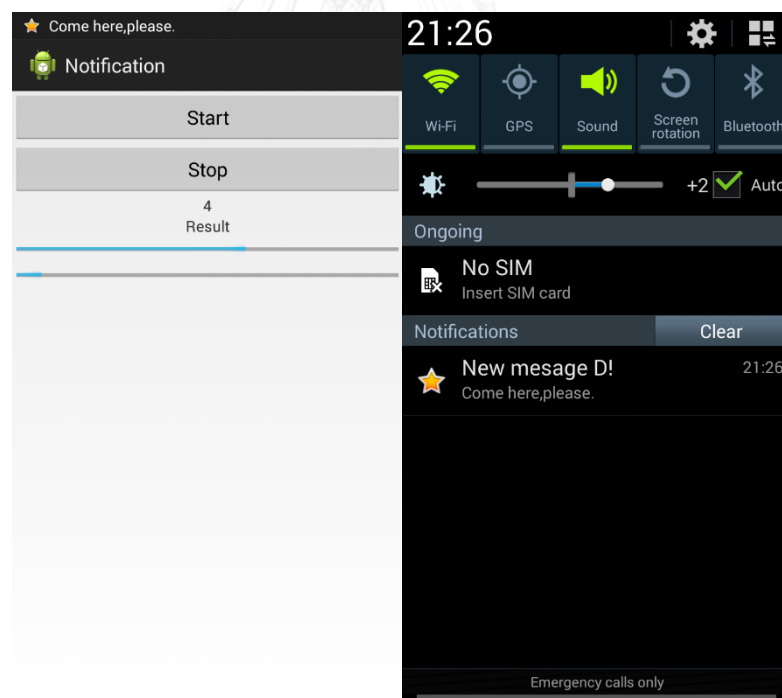 Come here,please.
Notification
Start
Stop
4
Result
21:26
Wi-Fi
GPS
Sound
Screen
rotation
Bluetooth
+2
Auto
Ongoing
No SIM
Insert SIM card
Notifications
Clear
New mesage D!
21:26
Come here,please.
Emergency calls only